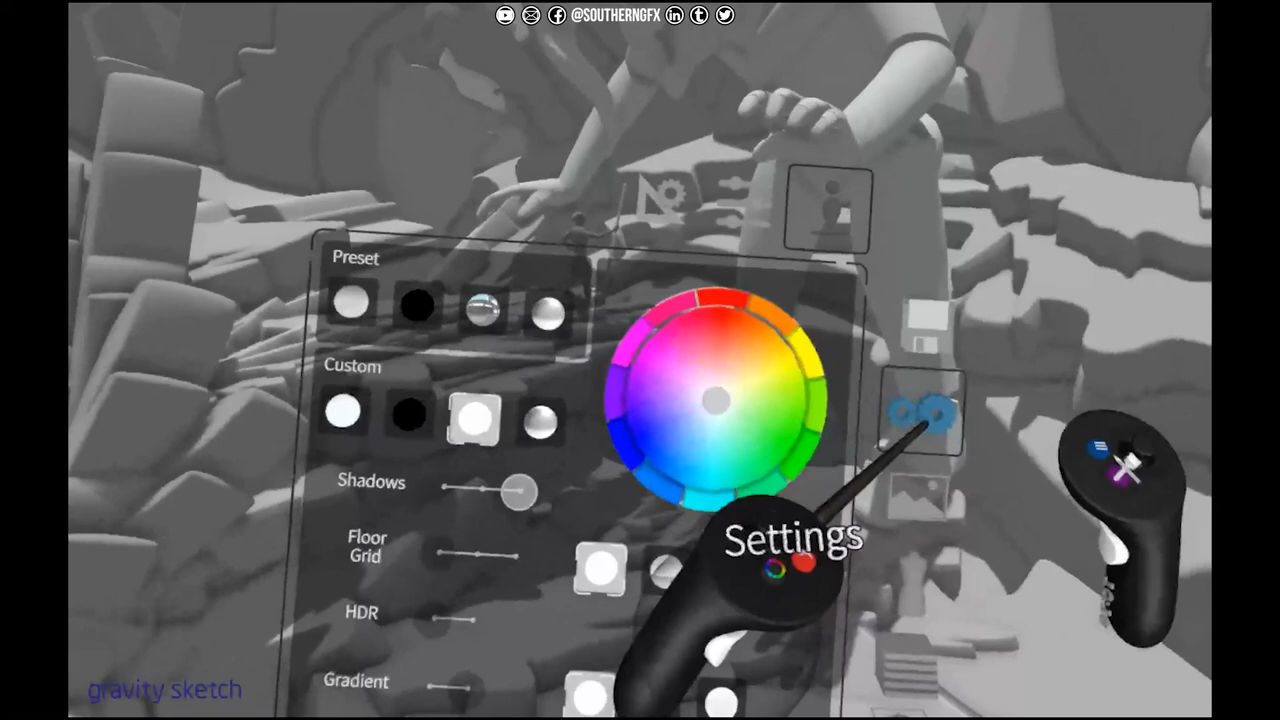 @SOUTHERNGFX
Preset
Custom
Shadows
Floor
Grid
HDR
Gradient
Settings
gravity sketch